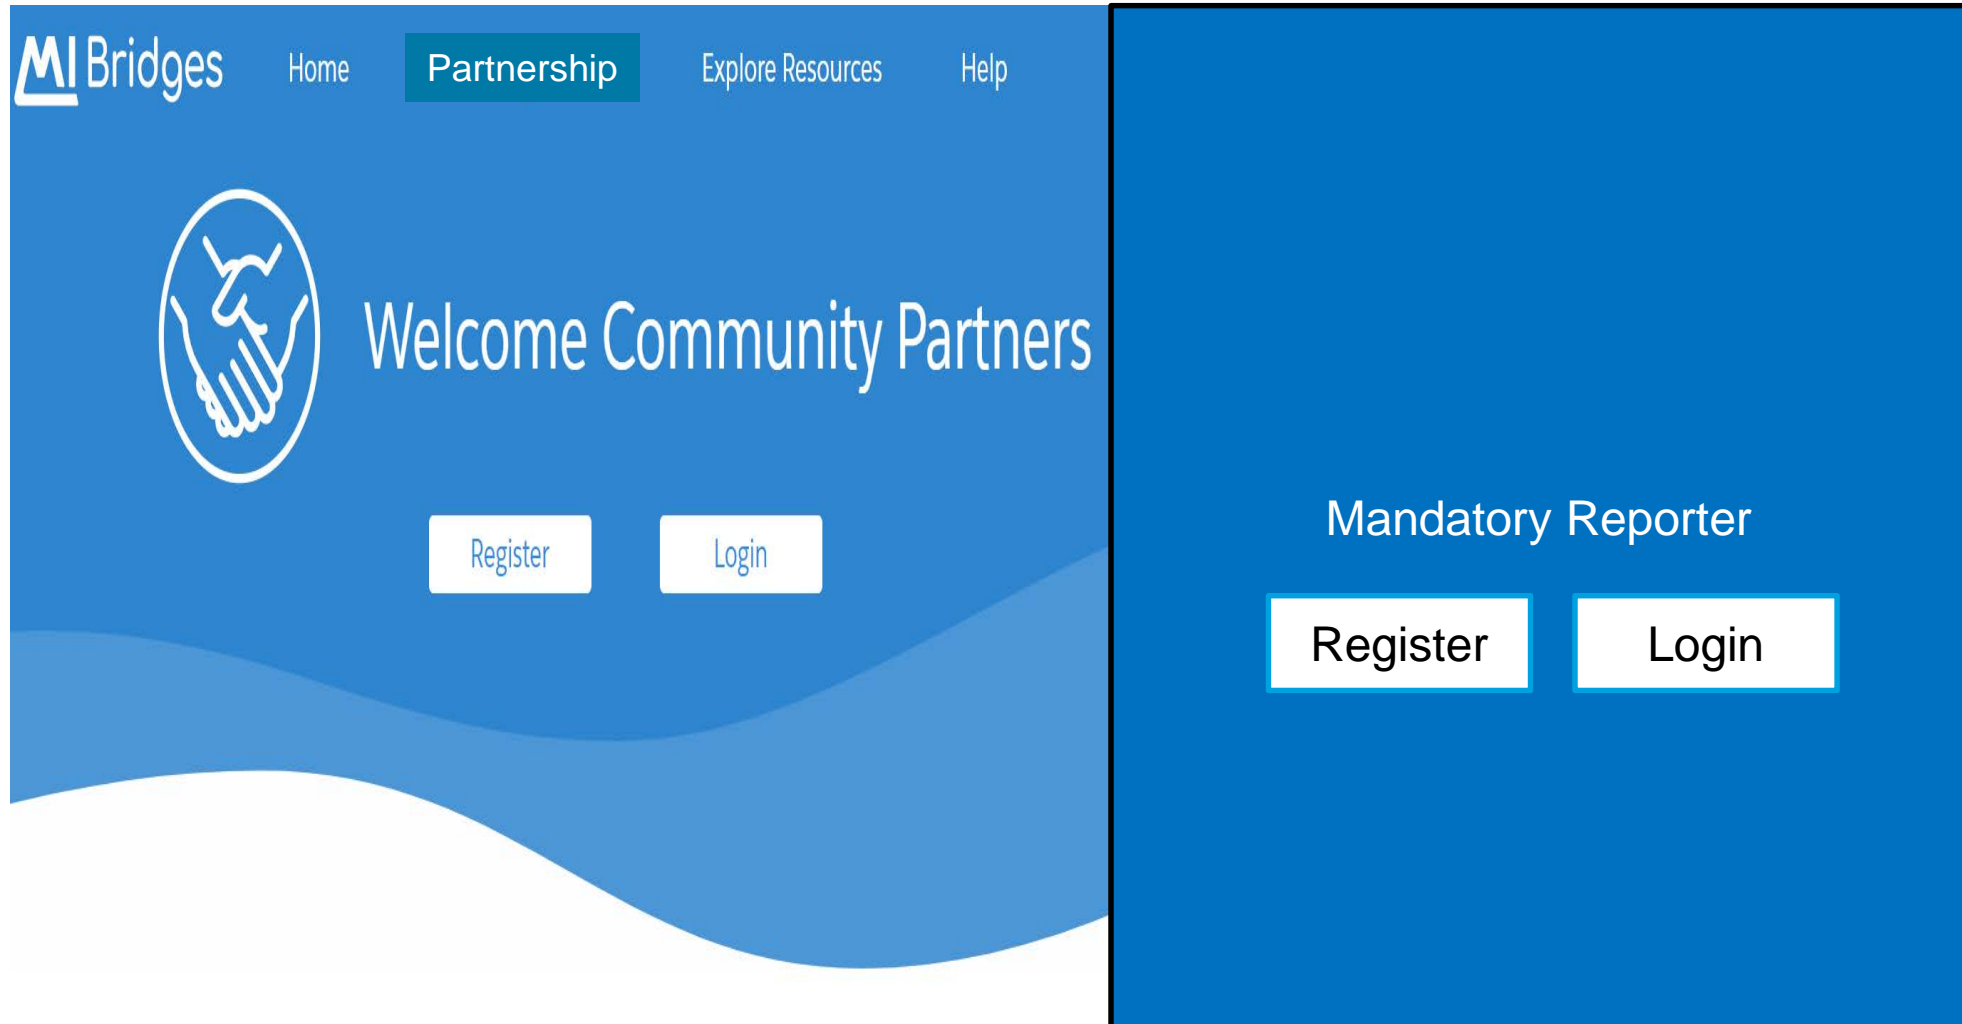 MI Bridges Home Partnership Explore Resources Help
Welcome Community Partners
Register Login
Mandatory Reporter
Register Login